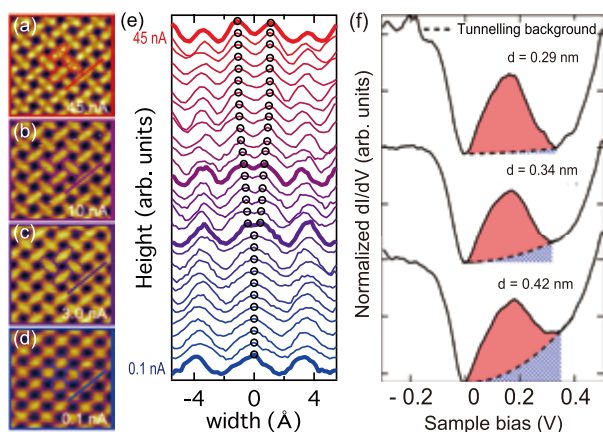 (a)
45 nA
(b)
10 nA
(c)
3.0 nA
(d)
0.1 nA
(e)
45 nA
0.1 nA
Height (arb. units)
-4
0
4
width (Å)
(f)
Tunnelling background
d = 0.29 nm
d = 0.34 nm
d = 0.42 nm
Normalized dI/dV (arb. units)
- 0.2
0
0.2
0.4
Sample bias (V)